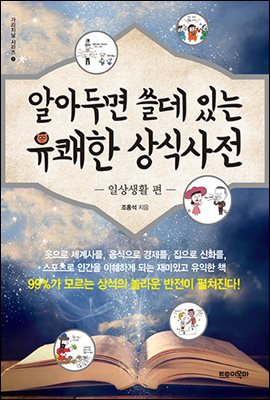 가리지날 시리즈
알아두면 쓸데 있는
유쾌한 상식사전
– 일상생활 편 –
조홍석 지음
옷으로 세계사를, 음식으로 경제를, 집으로 신화를,
스포츠로 인간을 이해하게 되는 재미있고 유익한 책
99%가 모르는 상식의 놀라운 반전이 펼쳐진다!
트로이목마